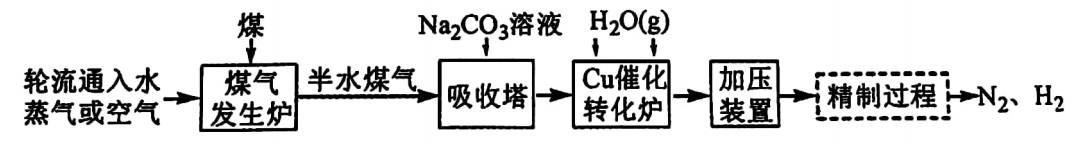 煤
Na₂CO₃溶液
H₂O(g)
轮流通入水
蒸气或空气
煤气
发生炉
半水煤气
吸收塔
Cu催化
转化炉
加压
装置
精制过程
N₂、H₂